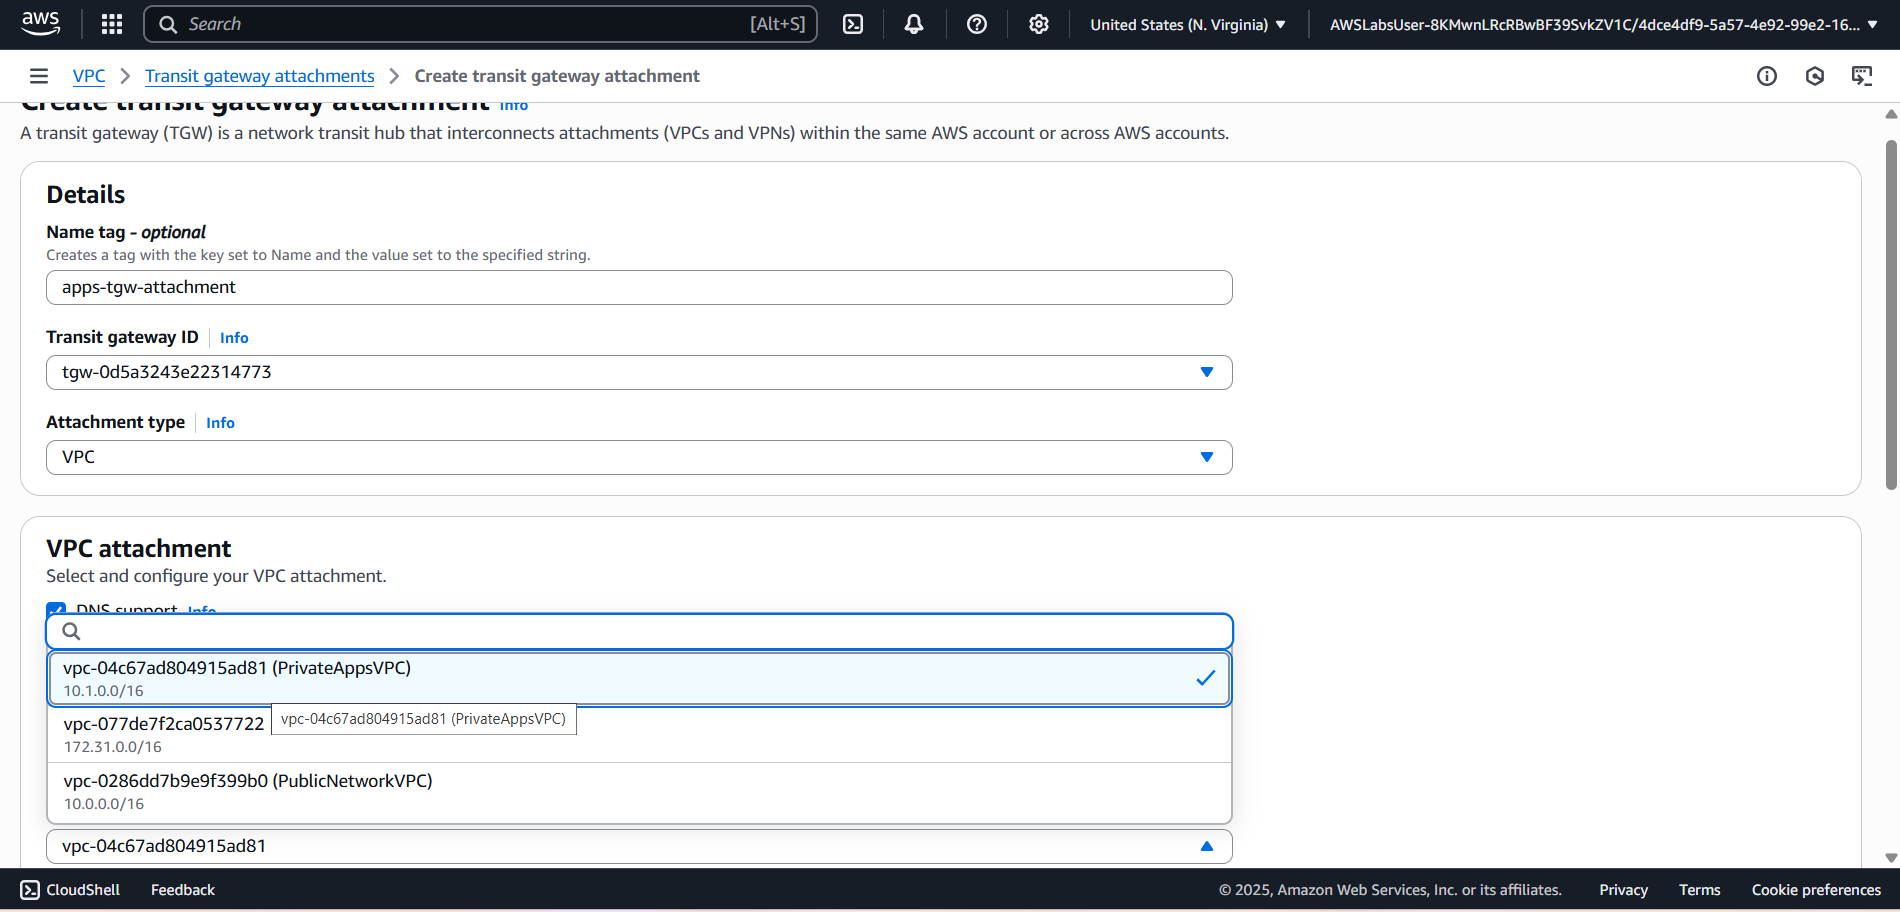 aws
Search [Alt+S]
United States (N. Virginia)
AWSLabsUser-8KMwnLRcRBwBF39SvkZV1C/4dce4df9-5a57-4e92-99e2-16...
VPC > Transit gateway attachments > Create transit gateway attachment
Create transit gateway attachment Info
A transit gateway (TGW) is a network transit hub that interconnects attachments (VPCs and VPNs) within the same AWS account or across AWS accounts.
Details
Name tag - optional
Creates a tag with the key set to Name and the value set to the specified string.
apps-tgw-attachment
Transit gateway ID Info
tgw-0d5a3243e22314773
Attachment type Info
VPC
VPC attachment
Select and configure your VPC attachment.
DNS support Info
vpc-04c67ad804915ad81 (PrivateAppsVPC)
10.1.0.0/16
vpc-077de7f2ca0537722
vpc-04c67ad804915ad81 (PrivateAppsVPC)
172.31.0.0/16
vpc-0286dd7b9e9f399b0 (PublicNetworkVPC)
10.0.0.0/16
vpc-04c67ad804915ad81
CloudShell Feedback © 2025, Amazon Web Services, Inc. or its affiliates. Privacy Terms Cookie preferences